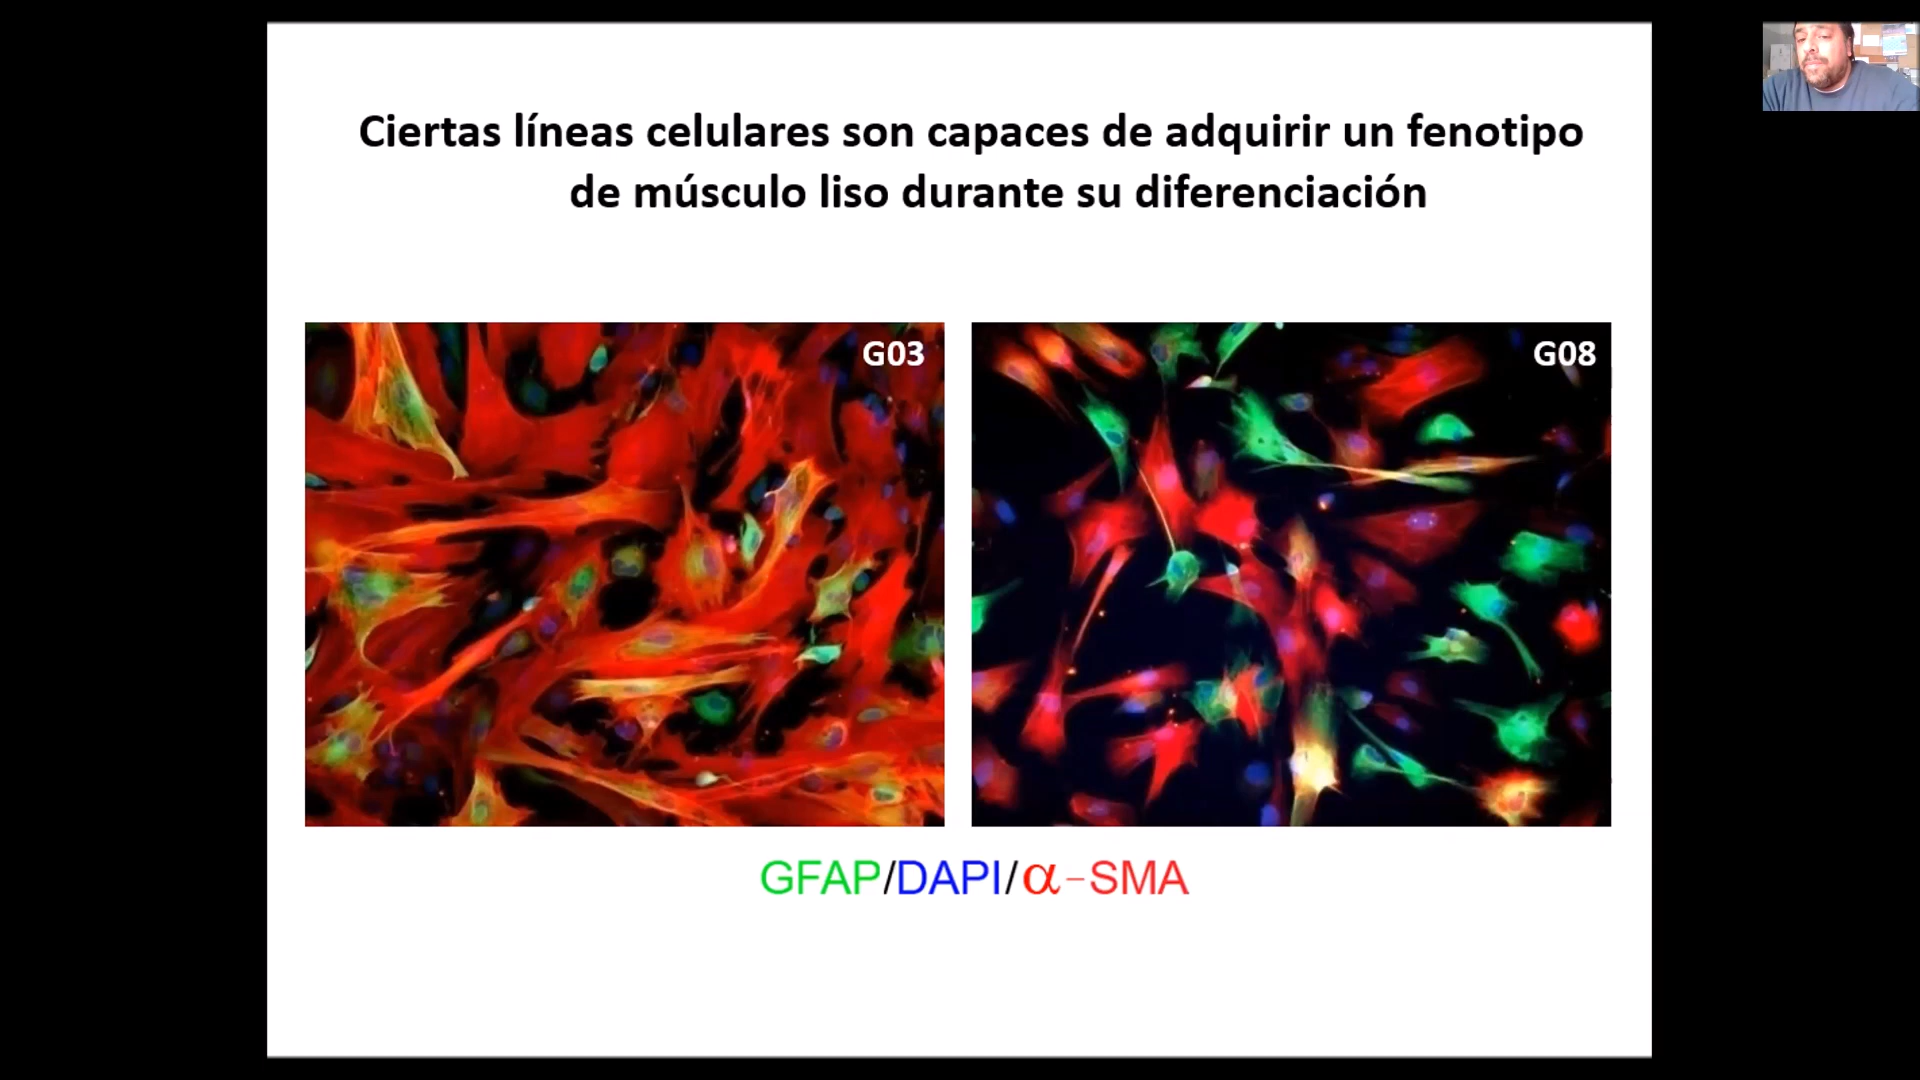 Ciertas líneas celulares son capaces de adquirir un fenotipo
de músculo liso durante su diferenciación
G03
G08
GFAP/DAPI/α-SMA